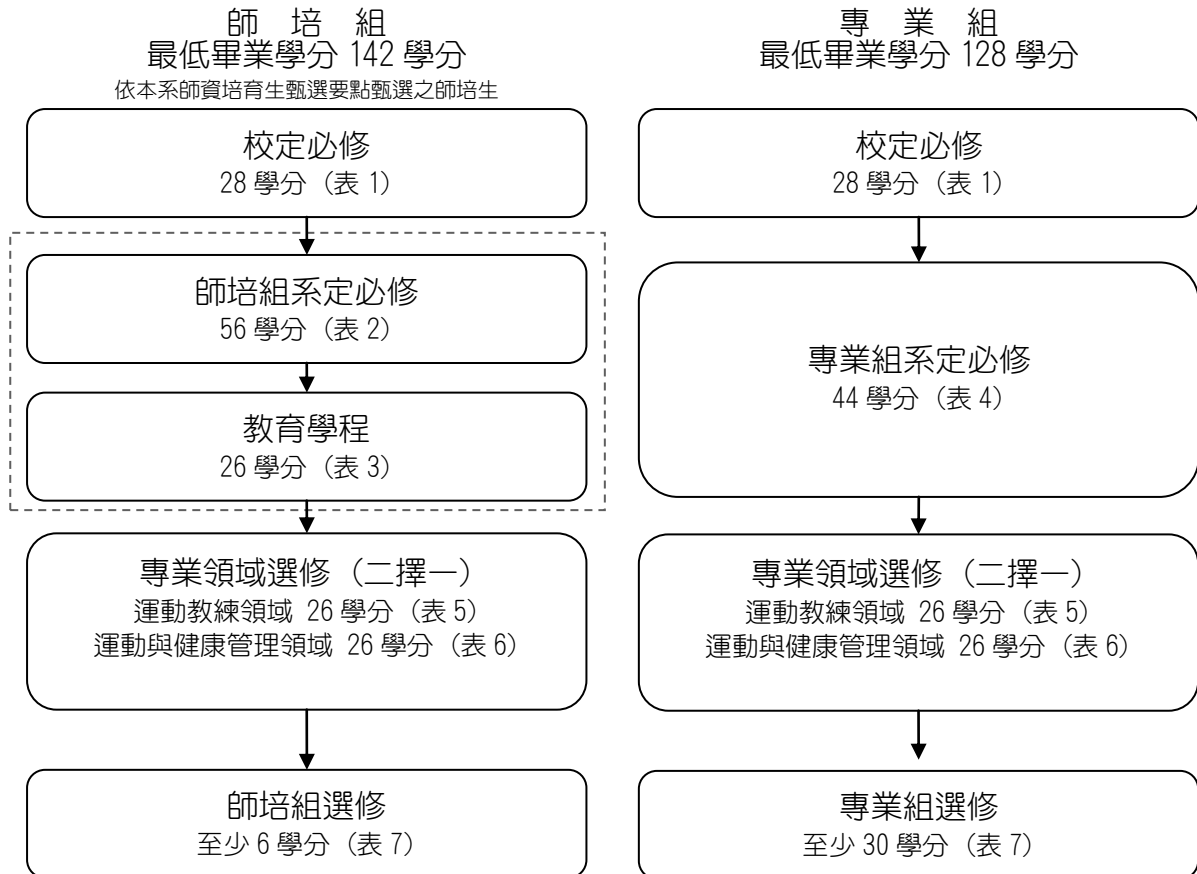 師 培 組
最低畢業學分 142 學分
依本系師資培育生甄選要點甄選之師培生
校定必修
28 學分（表 1）
師培組系定必修
56 學分（表 2）
教育學程
26 學分（表 3）
專業領域選修（二擇一）
運動教練領域 26 學分（表 5）
運動與健康管理領域 26 學分（表 6）
師培組選修
至少 6 學分（表 7）
專 業 組
最低畢業學分 128 學分
校定必修
28 學分（表 1）
專業組系定必修
44 學分（表 4）
專業領域選修（二擇一）
運動教練領域 26 學分（表 5）
運動與健康管理領域 26 學分（表 6）
專業組選修
至少 30 學分（表 7）